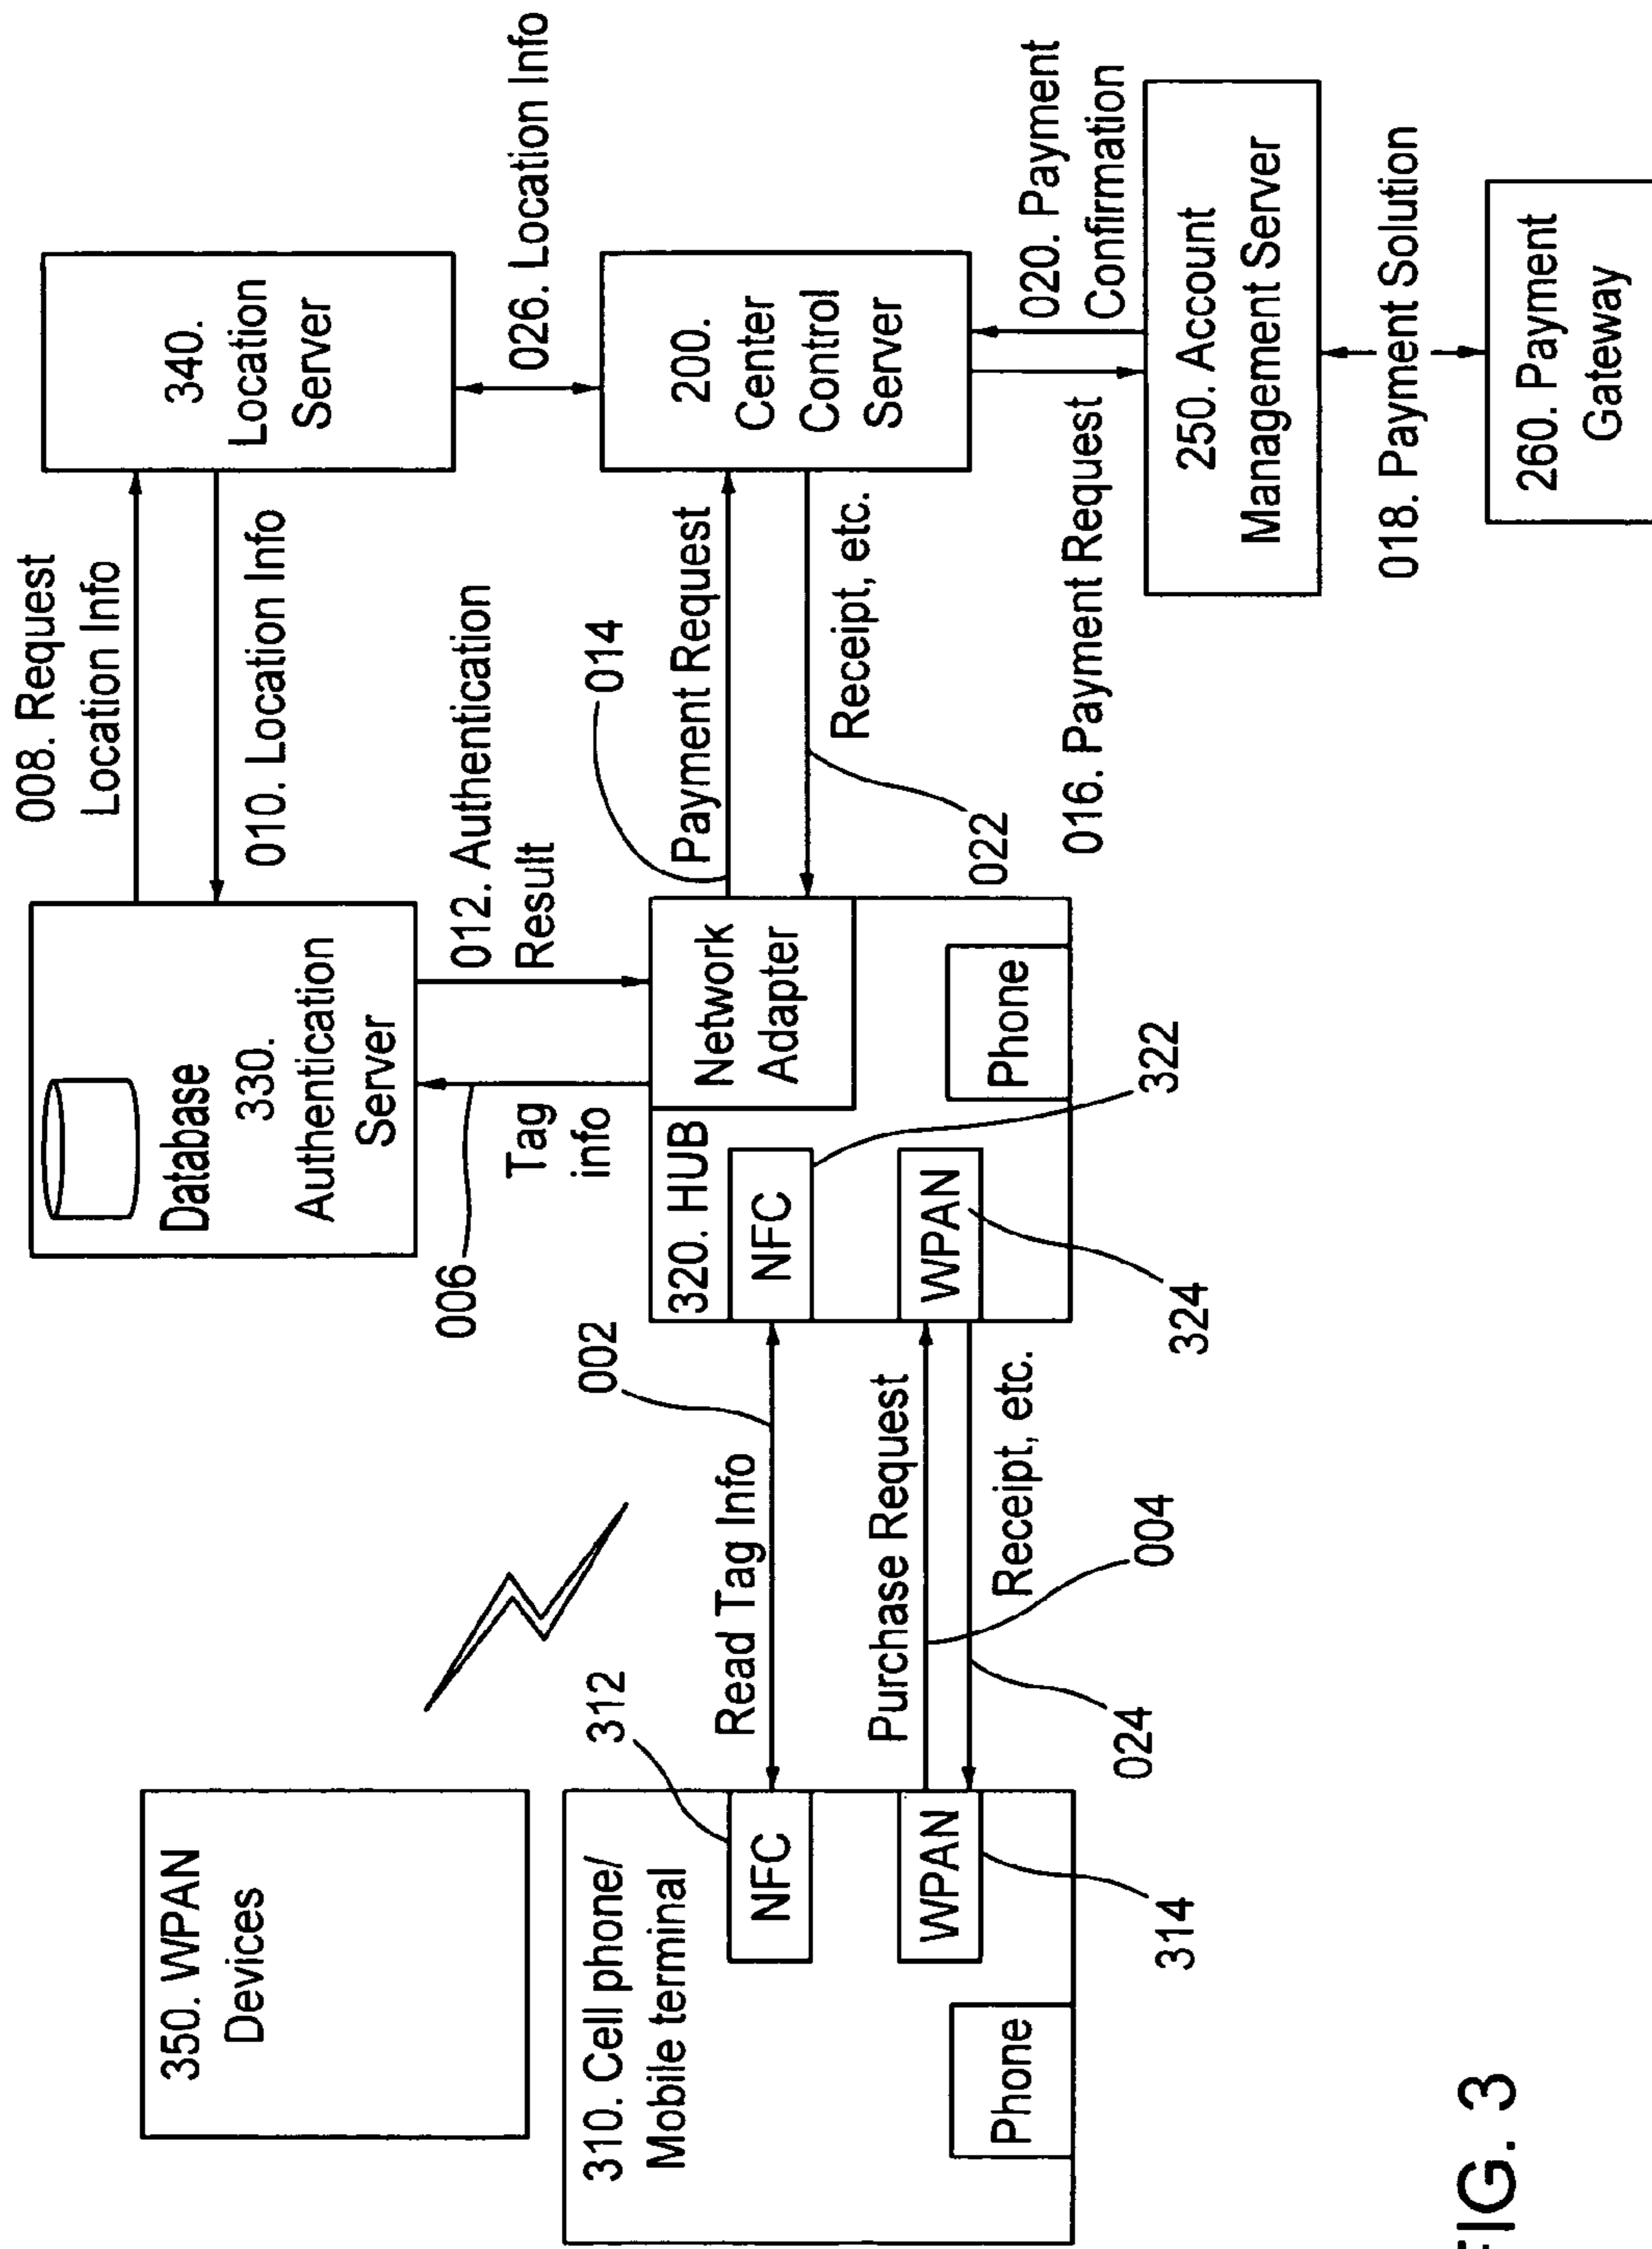 350. WPAN
Devices
310. Cell phone/
Mobile terminal
312
NFC
WPAN
314
Phone
Read Tag Info
002
Purchase Request
004
Receipt, etc.
024
Database
330.
Authentication
Server
006
Tag
info
012. Authentication
Result
320. HUB
NFC
322
WPAN
324
Network
Adapter
Phone
008. Request
Location Info
010. Location Info
014
Payment Request
Receipt, etc.
022
340.
Location
Server
026. Location Info
200.
Center
Control
Server
016. Payment Request
020. Payment
Confirmation
250. Account
Management Server
018. Payment Solution
260. Payment
Gateway
FIG. 3